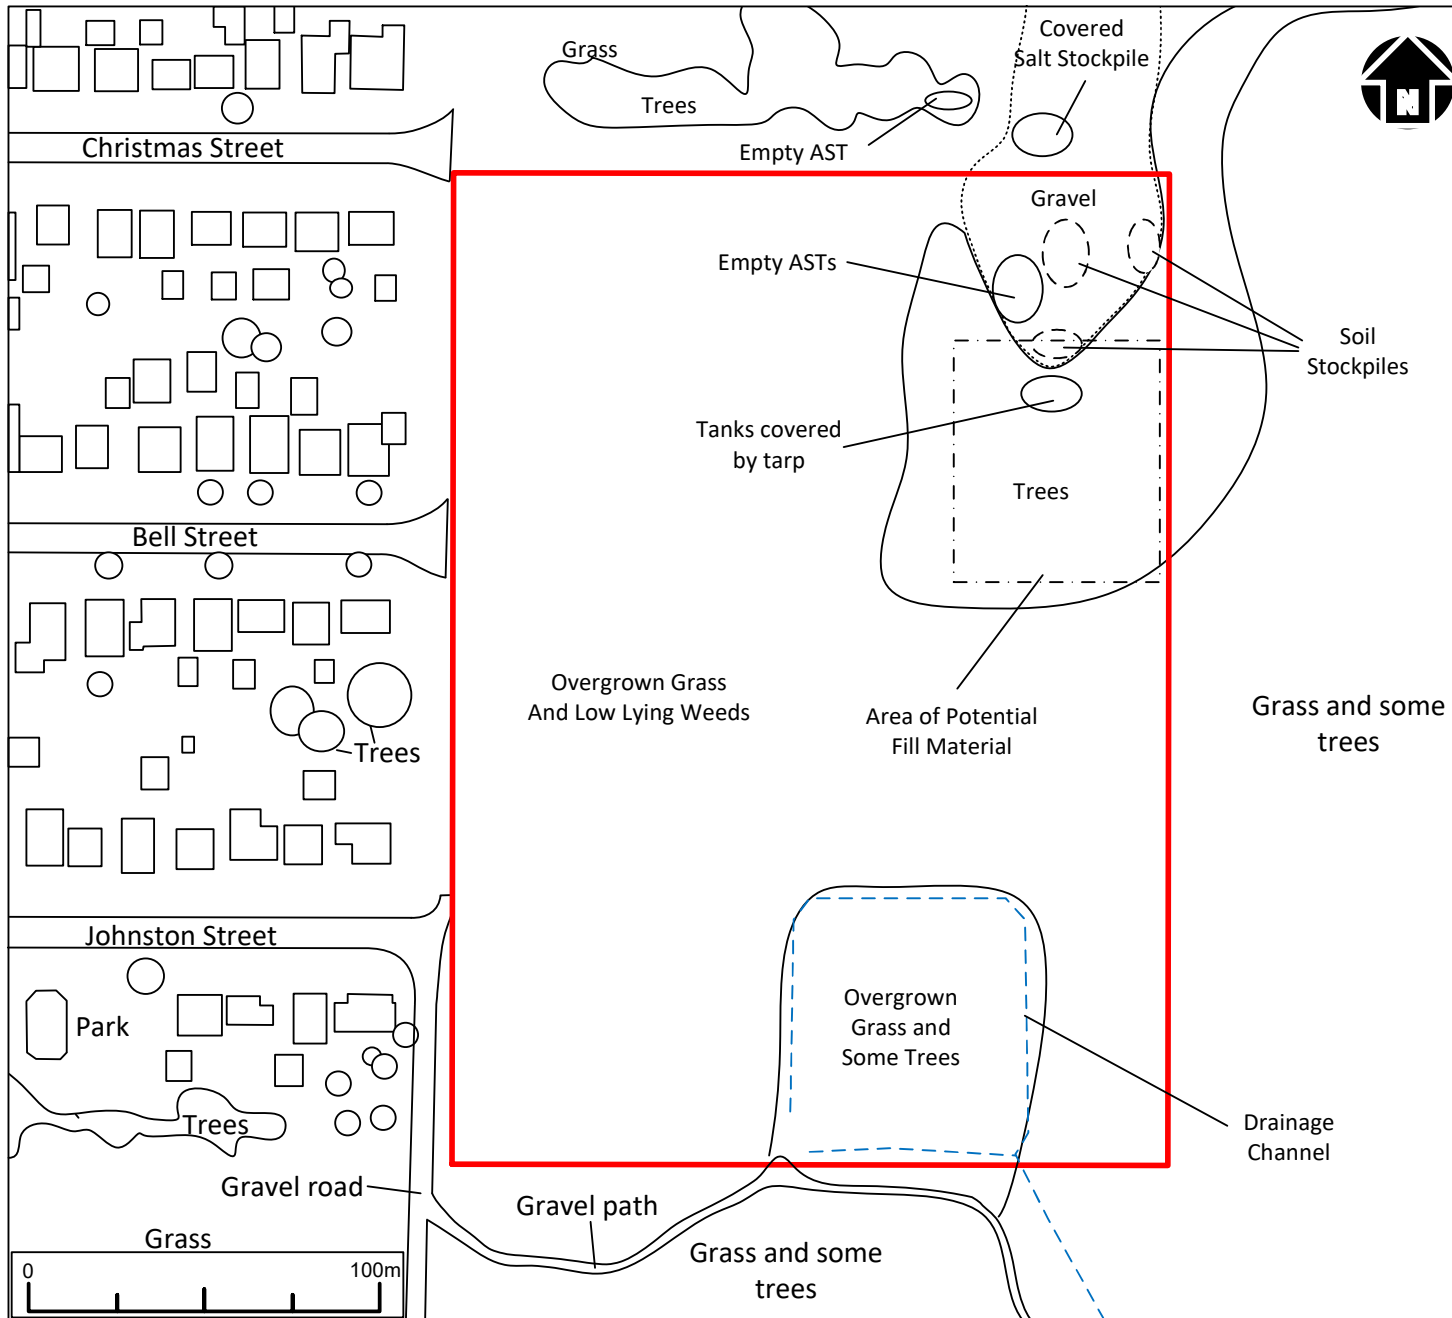 Covered
Salt Stockpile
Grass
Trees
N
Christmas Street
Empty AST
Gravel
Empty ASTs
Soil
Stockpiles
Tanks covered
by tarp
Trees
Bell Street
Overgrown Grass
And Low Lying Weeds
Area of Potential
Fill Material
Grass and some
trees
Trees
Johnston Street
Park
Overgrown
Grass and
Some Trees
Trees
Drainage
Channel
Gravel road
Gravel path
Grass
Grass and some
trees
0
100m